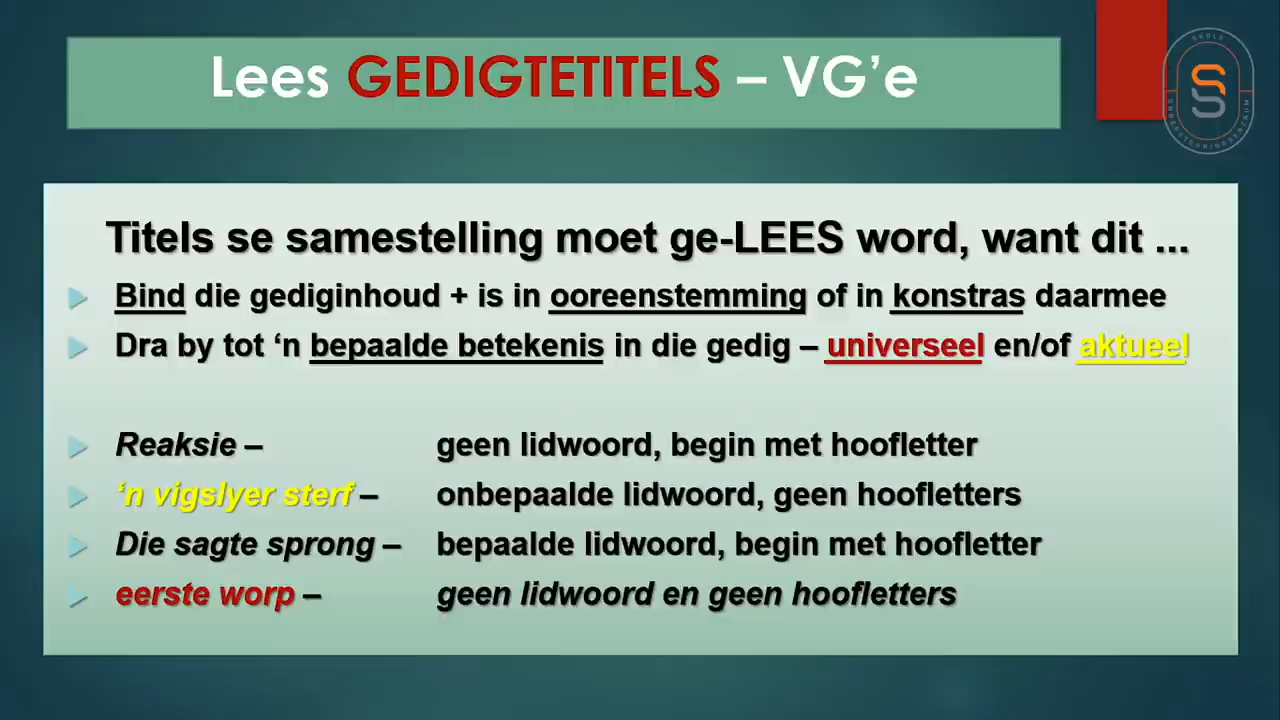 Lees GEDIGTETITELS – VG’e
SKOLE
ONDERSTEUNINGSENTRUM
Titels se samestelling moet ge-LEES word, want dit ...
Bind die gediginhoud + is in ooreenstemming of in konstras daarmee
Dra by tot ‘n bepaalde betekenis in die gedig – universeel en/of aktueel
Reaksie – geen lidwoord, begin met hoofletter
‘n vigslyer sterf – onbepaalde lidwoord, geen hoofletters
Die sagte sprong – bepaalde lidwoord, begin met hoofletter
eerste worp – geen lidwoord en geen hoofletters